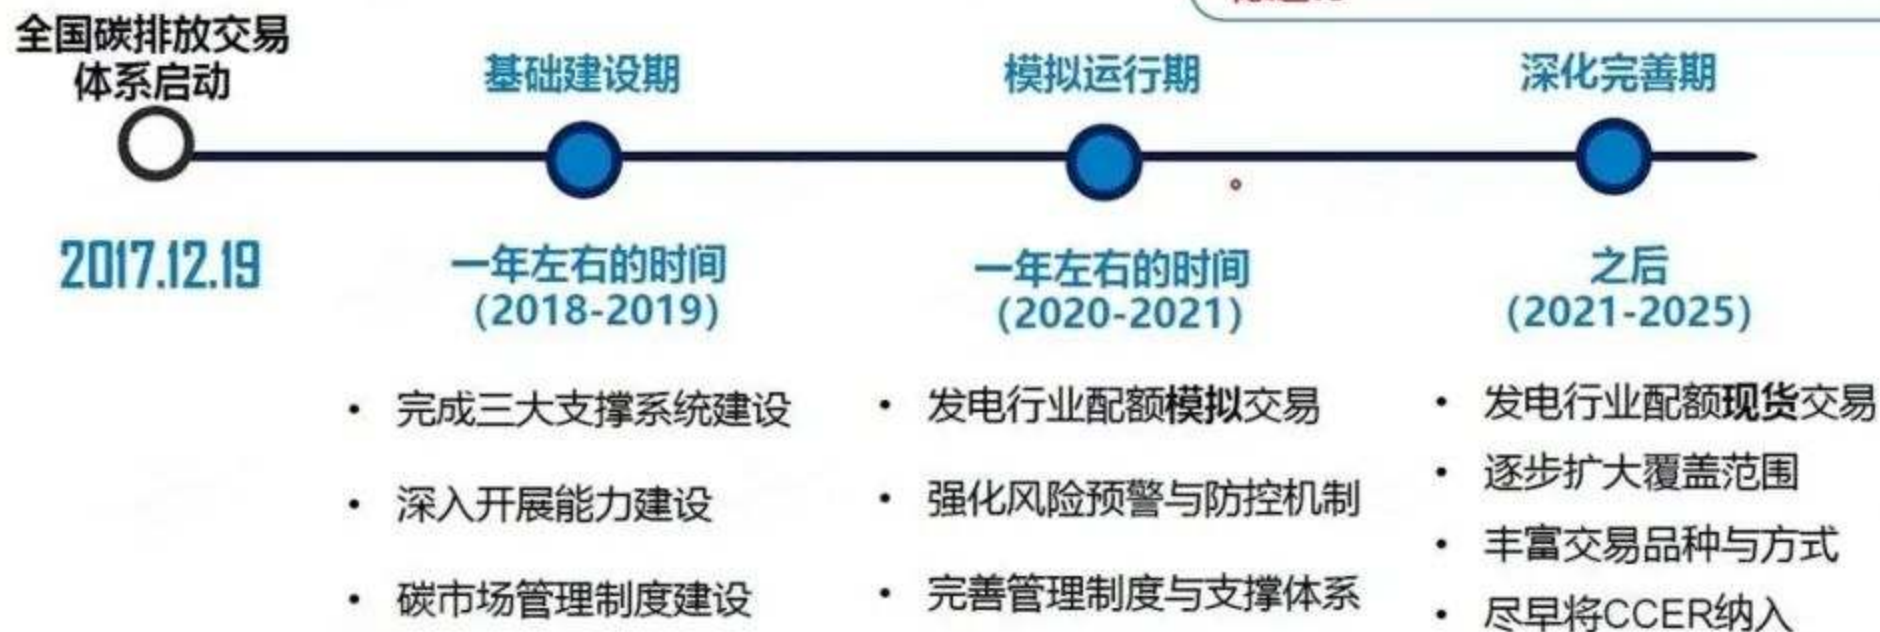 全国碳排放交易
体系启动
基础建设期
模拟运行期
深化完善期
2017.12.19
一年左右的时间
(2018-2019)
一年左右的时间
(2020-2021)
之后
(2021-2025)
• 完成三大支撑系统建设
• 深入开展能力建设
• 碳市场管理制度建设
• 发电行业配额模拟交易
• 强化风险预警与防控机制
• 完善管理制度与支撑体系
• 发电行业配额现货交易
• 逐步扩大覆盖范围
• 丰富交易品种与方式
• 尽早将CCER纳入